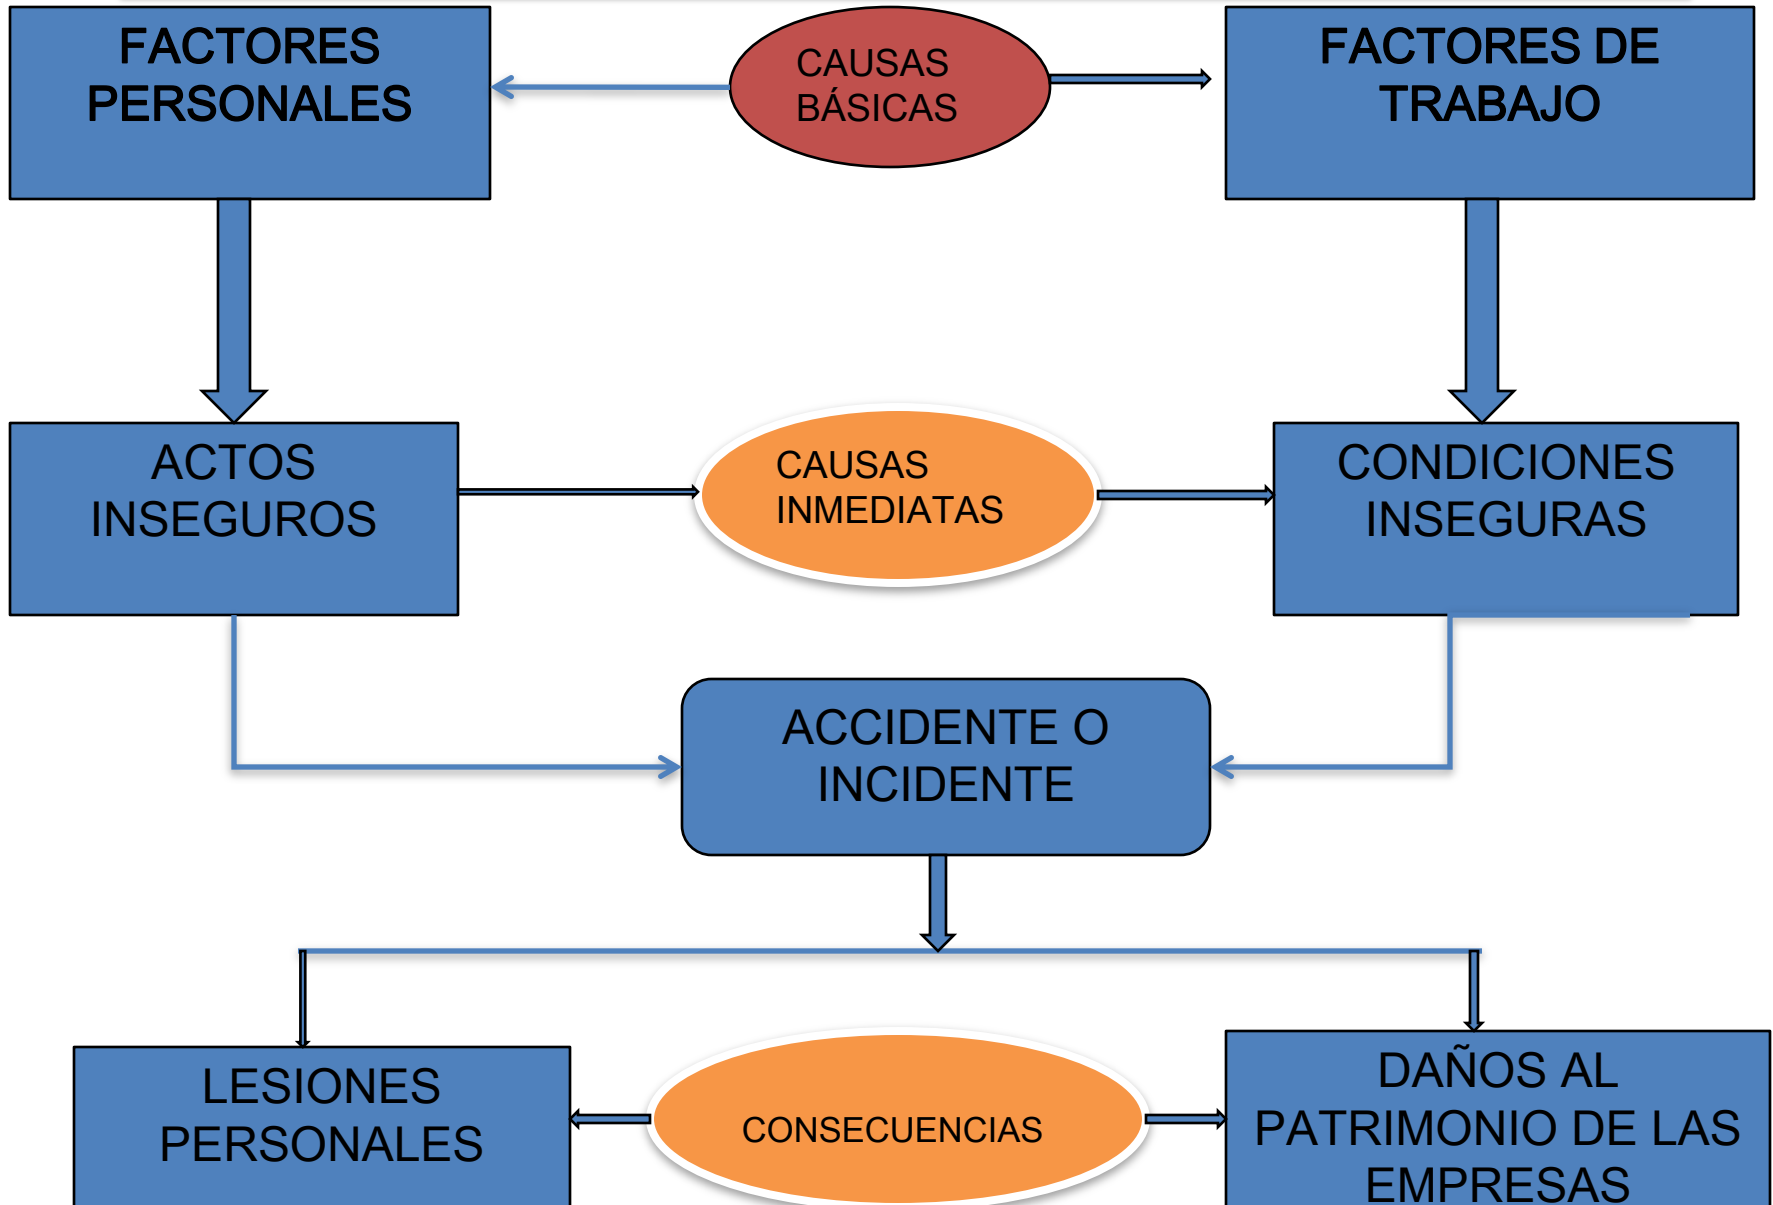 FACTORES
PERSONALES
CAUSAS
BÁSICAS
FACTORES DE
TRABAJO
ACTOS
INSEGUROS
CAUSAS
INMEDIATAS
CONDICIONES
INSEGURAS
ACCIDENTE O
INCIDENTE
LESIONES
PERSONALES
CONSECUENCIAS
DAÑOS AL
PATRIMONIO DE LAS
EMPRESAS